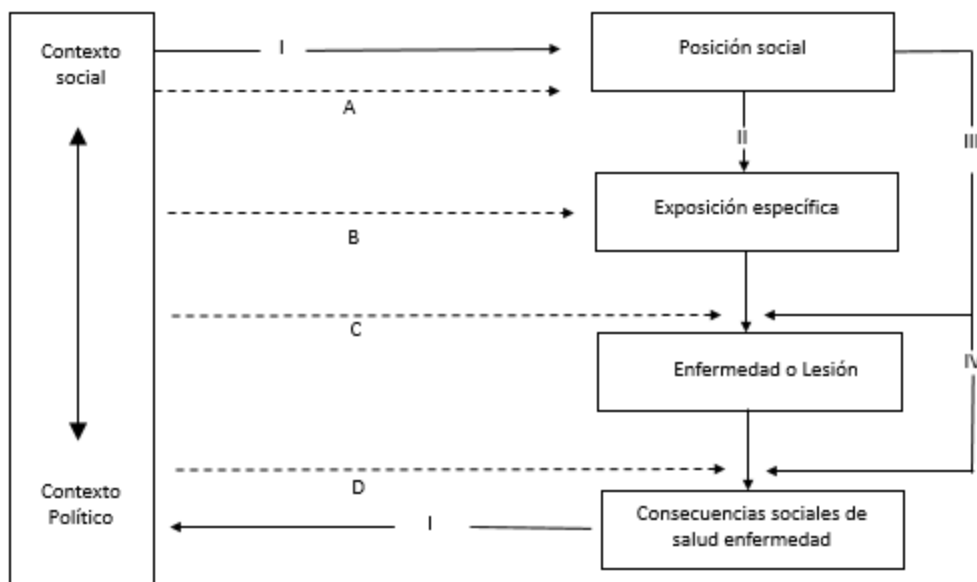 Contexto
social
I
Posición social
A
II
III
Exposición específica
B
C
Enfermedad o Lesión
IV
D
Contexto
Político
I
Consecuencias sociales de
salud enfermedad